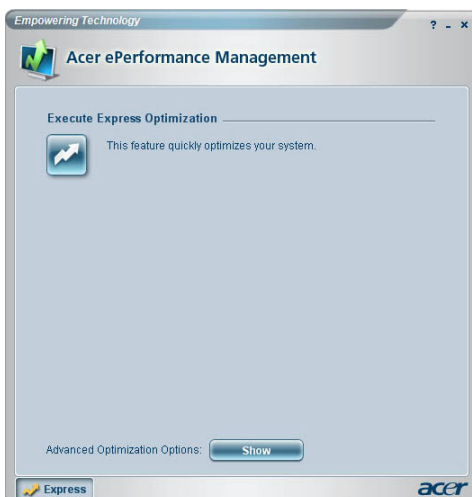 Empowering Technology
? - ×
Acer ePerformance Management
Execute Express Optimization
This feature quickly optimizes your system.
Advanced Optimization Options: Show
Express
acer